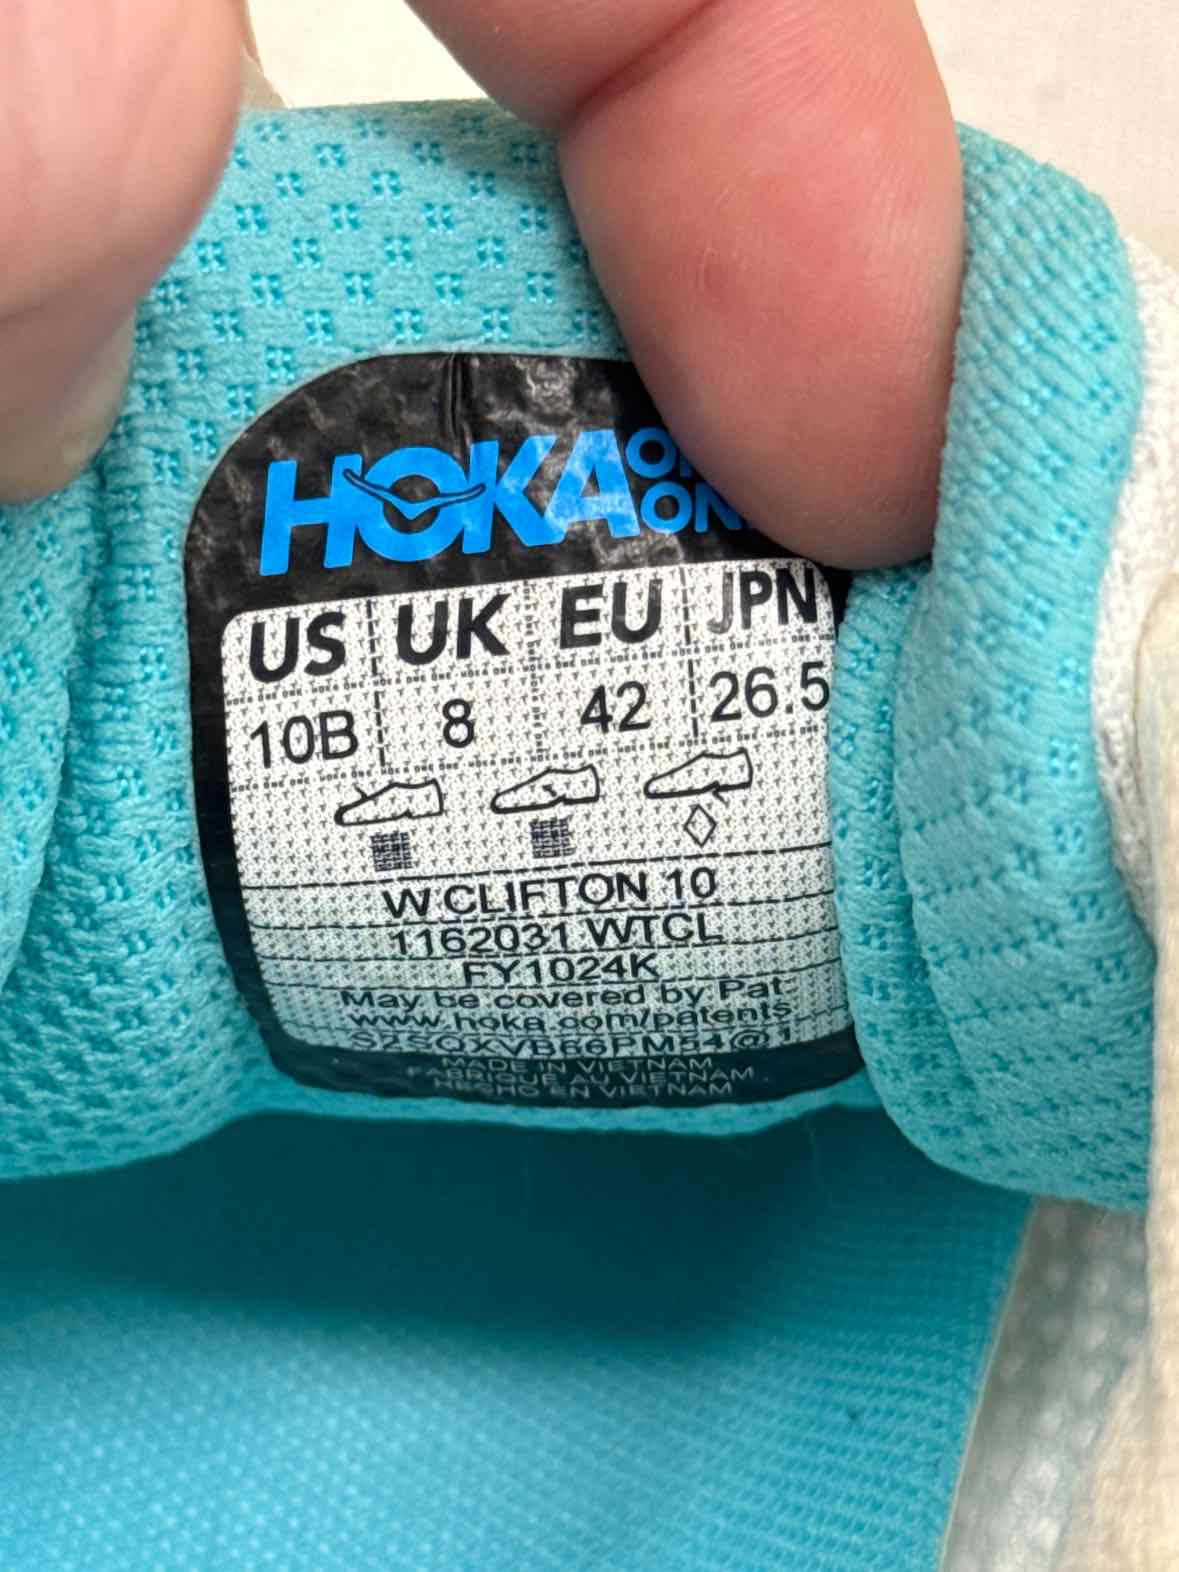 HOKA
US UK EU JPN
10B 8 42 26.5
W CLIFTON 10
1162031 WTCL
FY1024K
May be covered by Pat:
www.hoka.com/patents
MADE IN VIETNAM
FABRIQUÉ AU VIETNAM
HECHO EN VIETNAM